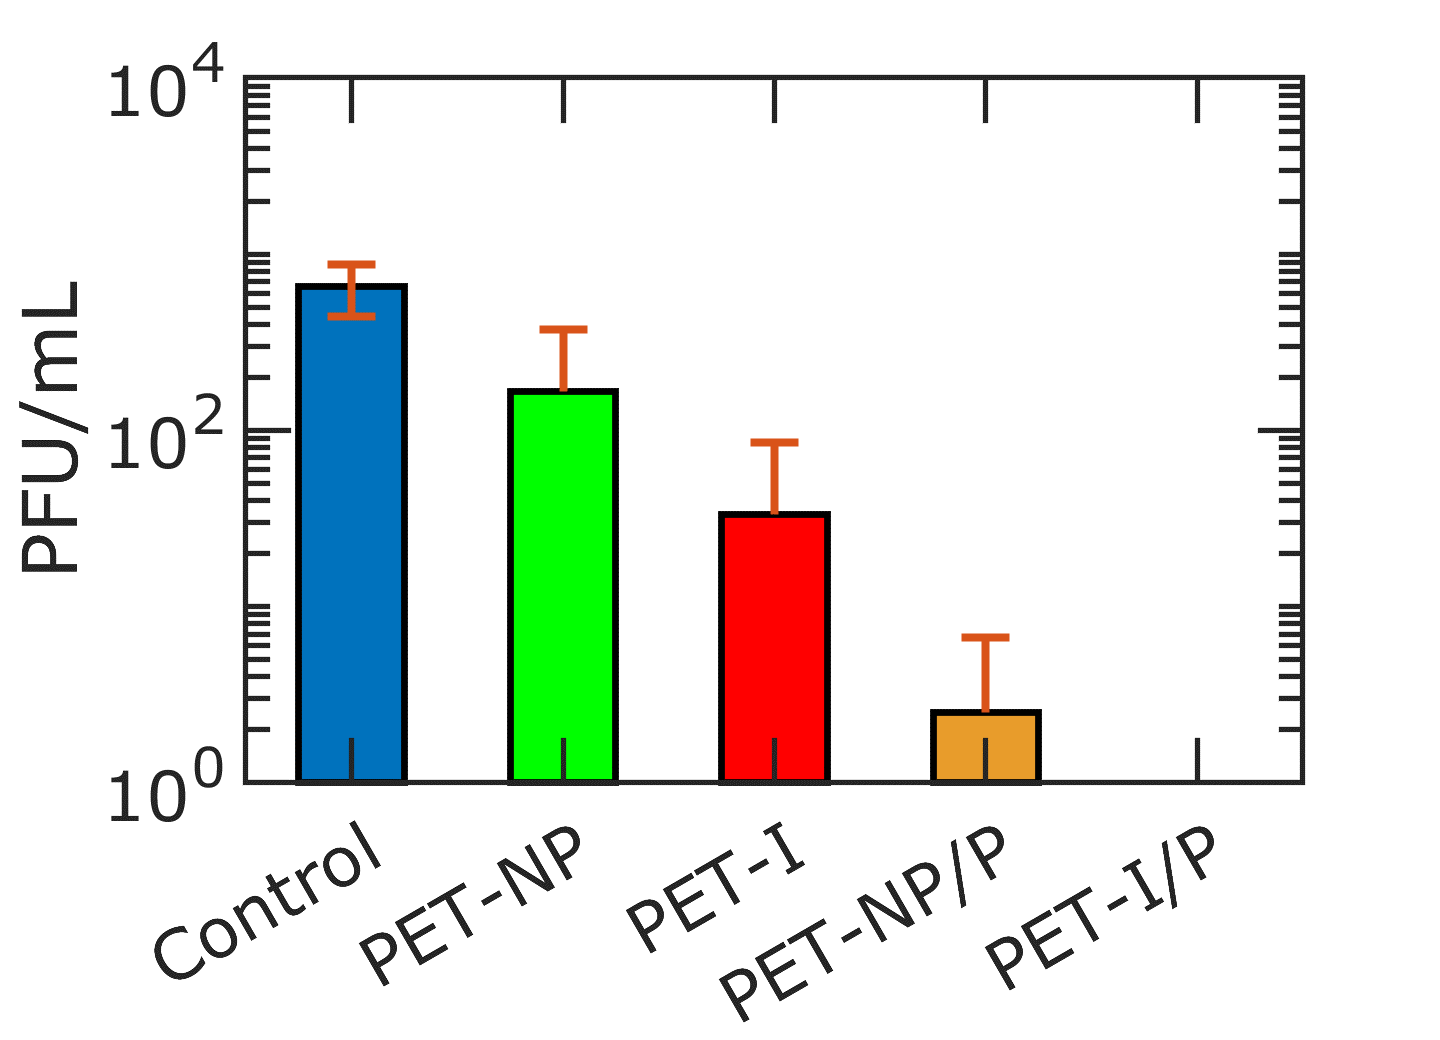 PFU/mL
10^4
10^2
10^0
Control
PET-NP
PET-I
PET-NP/P
PET-I/P